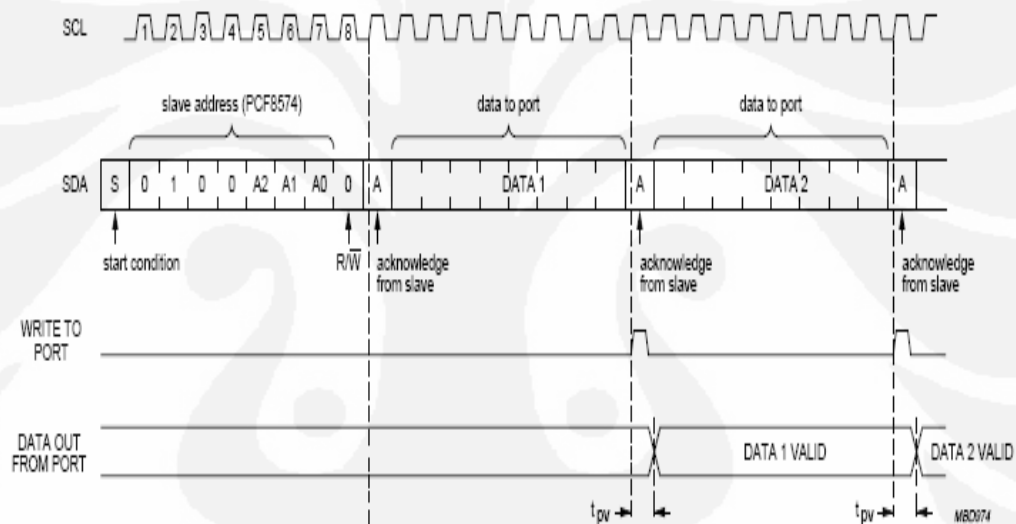 SCL 1 2 3 4 5 6 7 8
slave address (PCF8574) data to port data to port
SDA S 0 1 0 0 A2 A1 A0 0 A DATA 1 A DATA 2 A
start condition R/W̅ acknowledge from slave acknowledge from slave acknowledge from slave
WRITE TO
PORT
DATA OUT
FROM PORT
DATA 1 VALID DATA 2 VALID
tpv tpv MBD974